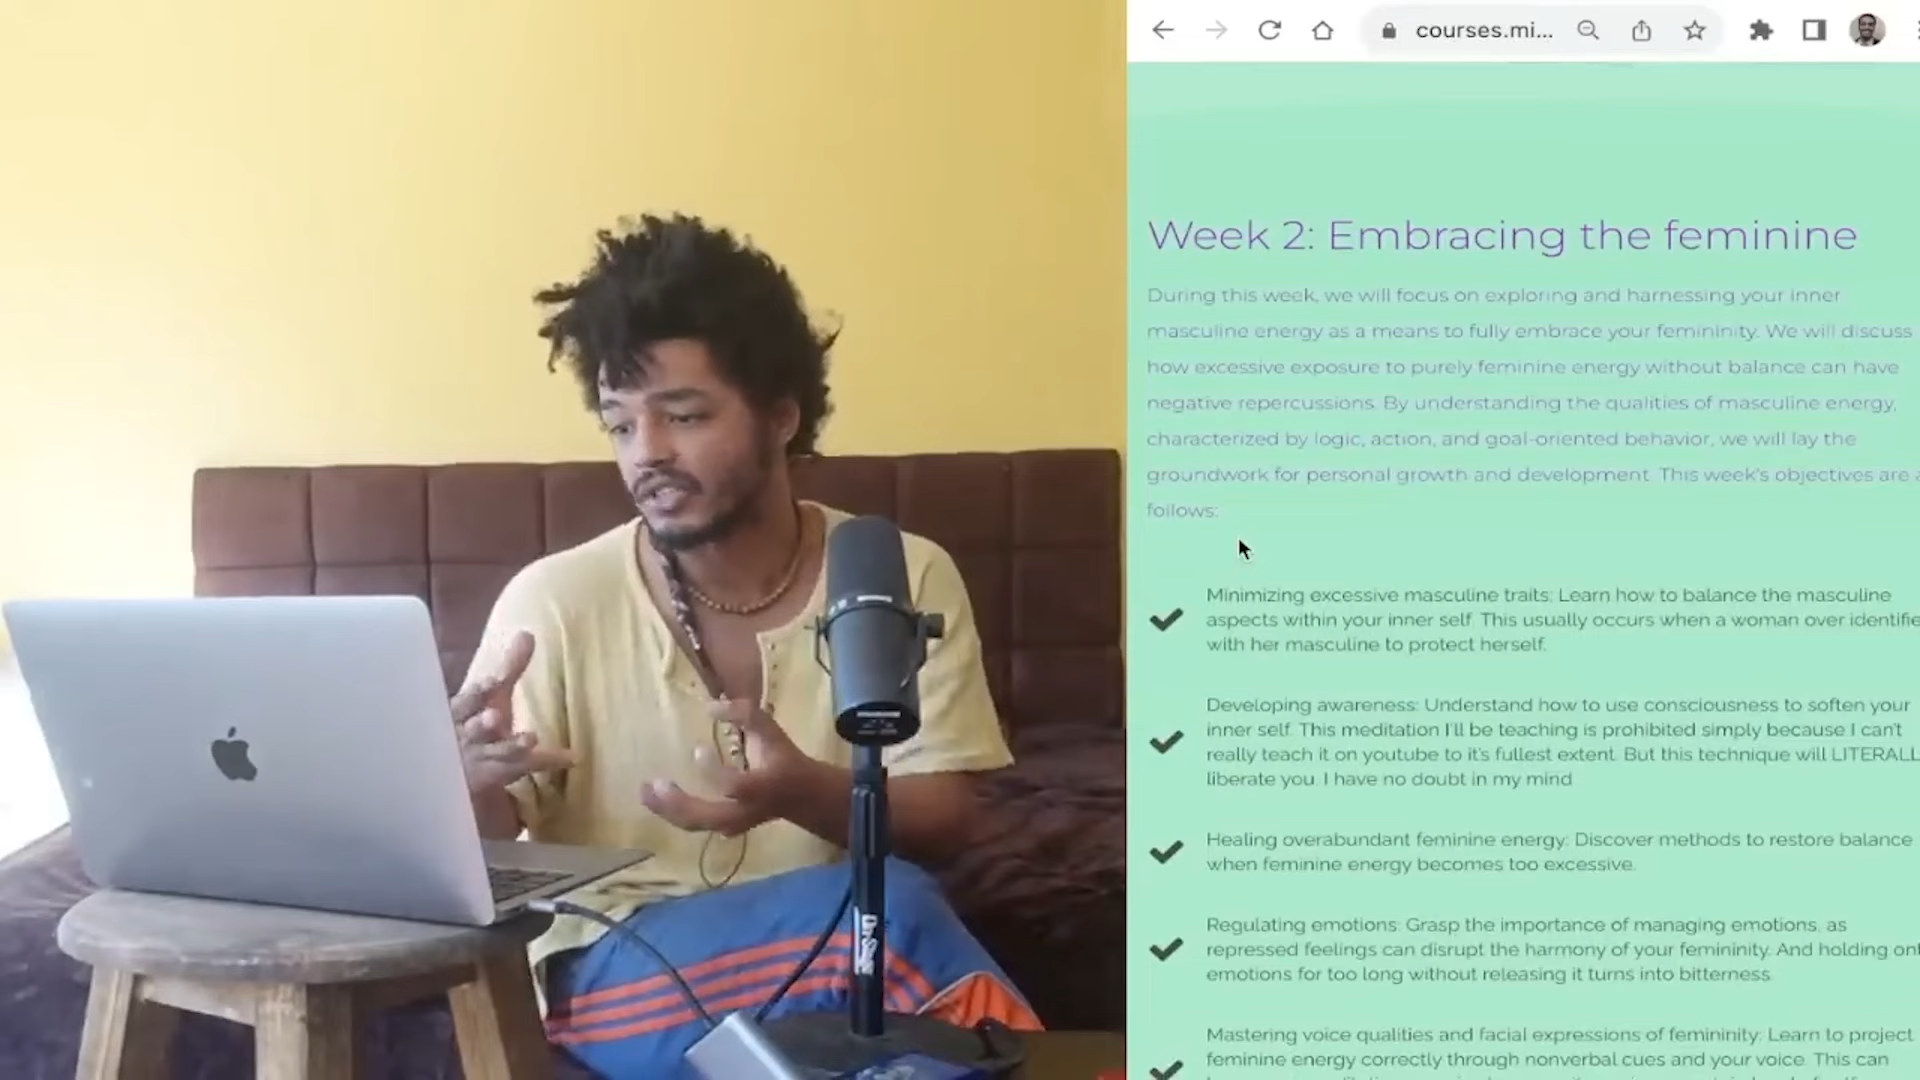 courses.mi...
Week 2: Embracing the feminine
During this week, we will focus on exploring and harnessing your inner
masculine energy as a means to fully embrace your femininity. We will discuss
how excessive exposure to purely feminine energy without balance can have
negative repercussions. By understanding the qualities of masculine energy,
characterized by logic, action, and goal-oriented behavior, we will lay the
groundwork for personal growth and development. This week's objectives are a
follows:
Minimizing excessive masculine traits: Learn how to balance the masculine
aspects within your inner self. This usually occurs when a woman over identifie
with her masculine to protect herself.
Developing awareness: Understand how to use consciousness to soften your
inner self. This meditation I'll be teaching is prohibited simply because I can't
really teach it on youtube to it's fullest extent. But this technique will LITERALL
liberate you. I have no doubt in my mind
Healing overabundant feminine energy: Discover methods to restore balance
when feminine energy becomes too excessive.
Regulating emotions: Grasp the importance of managing emotions, as
repressed feelings can disrupt the harmony of your femininity. And holding ont
emotions for too long without releasing it turns into bitterness.
Mastering voice qualities and facial expressions of femininity: Learn to project
feminine energy correctly through nonverbal cues and your voice. This can